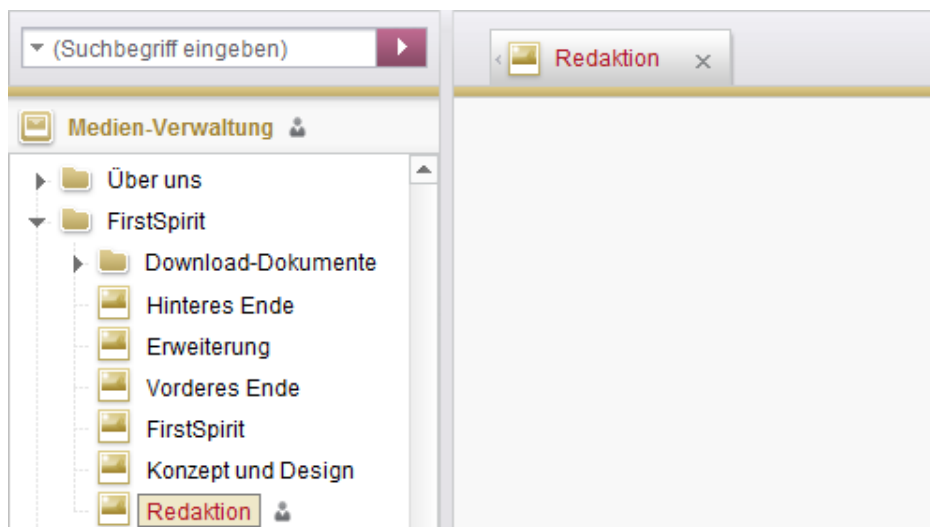 (Suchbegriff eingeben)
Redaktion
Medien-Verwaltung
Über uns
FirstSpirit
Download-Dokumente
Hinteres Ende
Erweiterung
Vorderes Ende
FirstSpirit
Konzept und Design
Redaktion